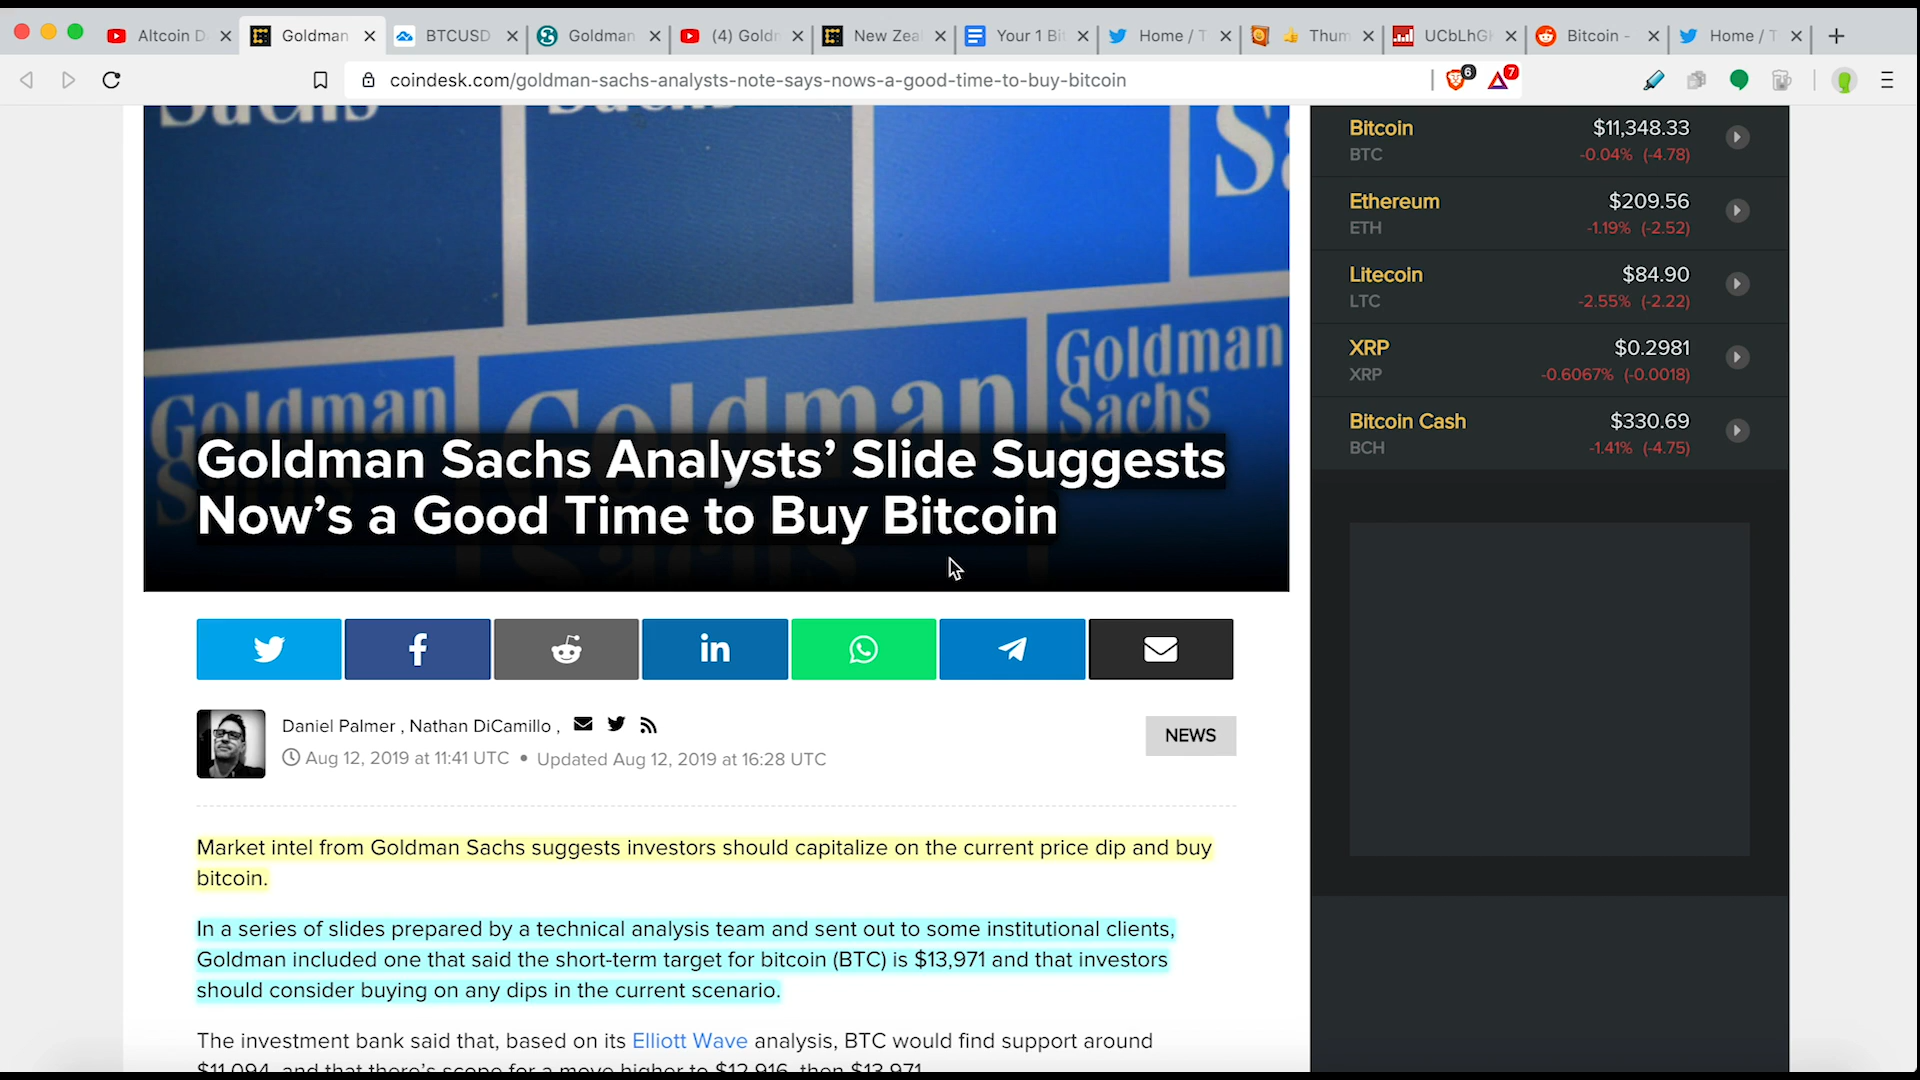 Altcoin D
Goldman
BTCUSD
Goldman
(4) Gold
New Zea
Your 1 Bi
Home / T
👍 Thum
UCbLhG
Bitcoin -
Home / T
coindesk.com/goldman-sachs-analysts-note-says-nows-a-good-time-to-buy-bitcoin
6
7
Sachs
Goldman
Goldman
Goldman
Sachs
Goldman Sachs Analysts’ Slide Suggests
Now’s a Good Time to Buy Bitcoin
Daniel Palmer , Nathan DiCamillo ,
Aug 12, 2019 at 11:41 UTC • Updated Aug 12, 2019 at 16:28 UTC
NEWS
Market intel from Goldman Sachs suggests investors should capitalize on the current price dip and buy
bitcoin.
In a series of slides prepared by a technical analysis team and sent out to some institutional clients,
Goldman included one that said the short-term target for bitcoin (BTC) is $13,971 and that investors
should consider buying on any dips in the current scenario.
The investment bank said that, based on its Elliott Wave analysis, BTC would find support around
$11,094, and that there’s scope for a move higher to $12,916, then $13,971.
Bitcoin $11,348.33
BTC -0.04% (-4.78)
Ethereum $209.56
ETH -1.19% (-2.52)
Litecoin $84.90
LTC -2.55% (-2.22)
XRP $0.2981
XRP -0.6067% (-0.0018)
Bitcoin Cash $330.69
BCH -1.41% (-4.75)